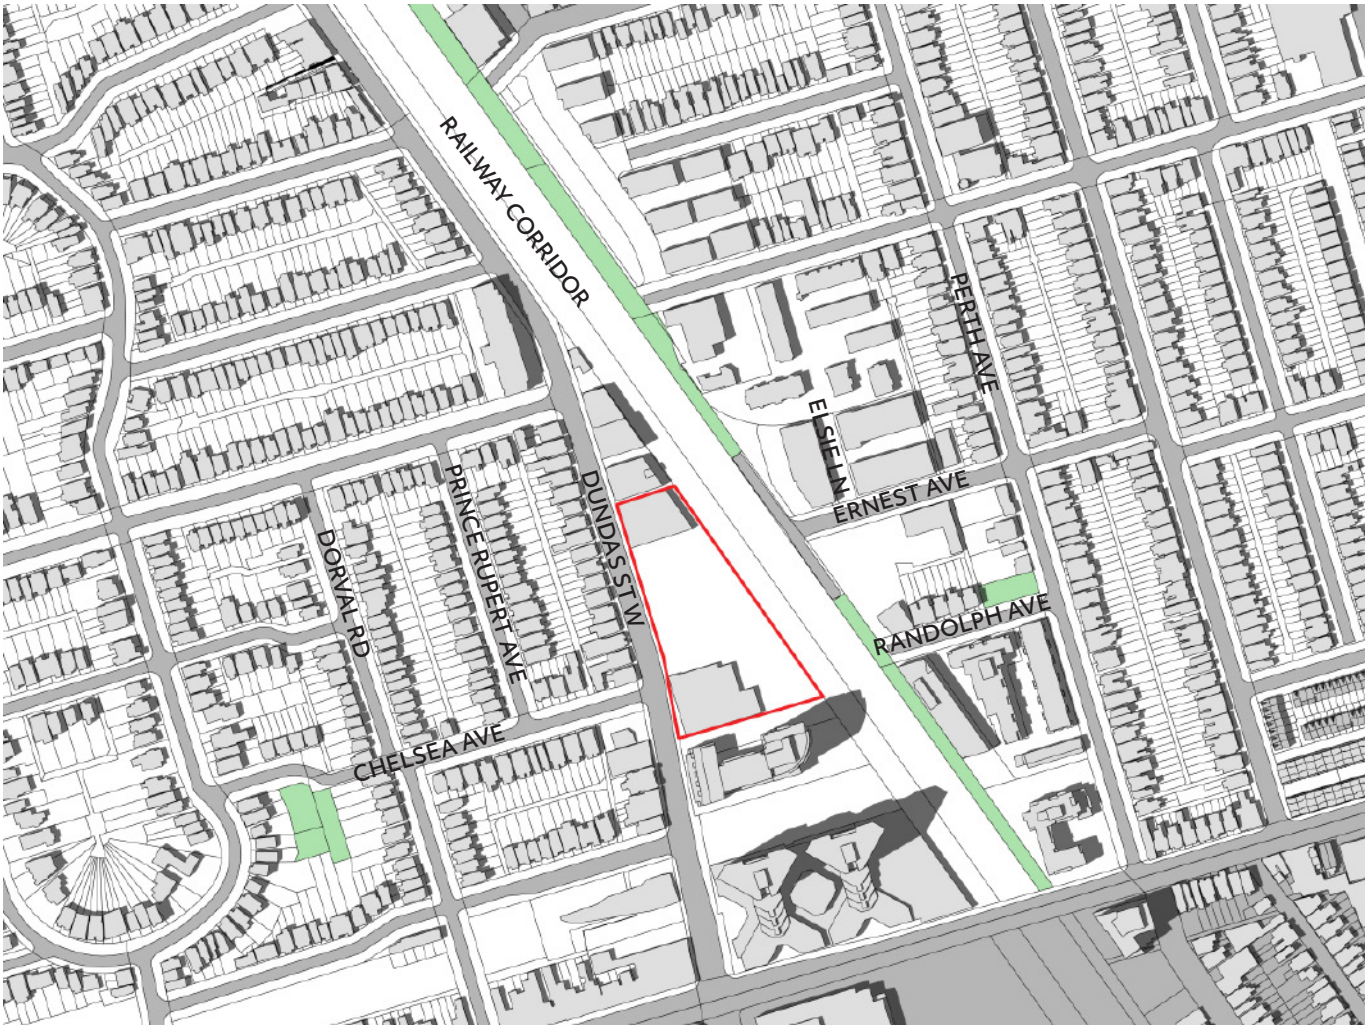 RAILWAY CORRIDOR
PERTH AVE
ELSIE LN
ERNEST AVE
PRINCE RUPERT AVE
DUNDAS ST W
DORVAL RD
RANDOLPH AVE
CHELSEA AVE